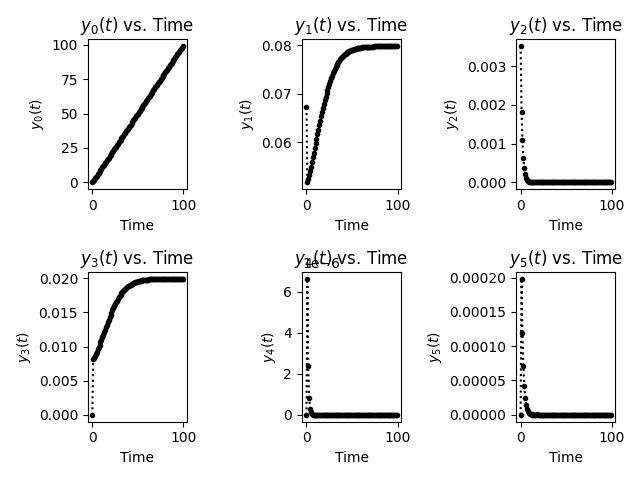 y₀(t) vs. Time
y₁(t) vs. Time
y₂(t) vs. Time
100
75
50
25
0
y₀(t)
0 100
Time
0.08
0.07
0.06
y₁(t)
0 100
Time
0.003
0.002
0.001
0.000
y₂(t)
0 100
Time
y₃(t) vs. Time
vs. Time
y₅(t) vs. Time
0.020
0.015
0.010
0.005
0.000
y₃(t)
0 100
Time
6
4
2
0
y₄(t)
0 100
Time
0.00020
0.00015
0.00010
0.00005
0.00000
y₅(t)
0 100
Time